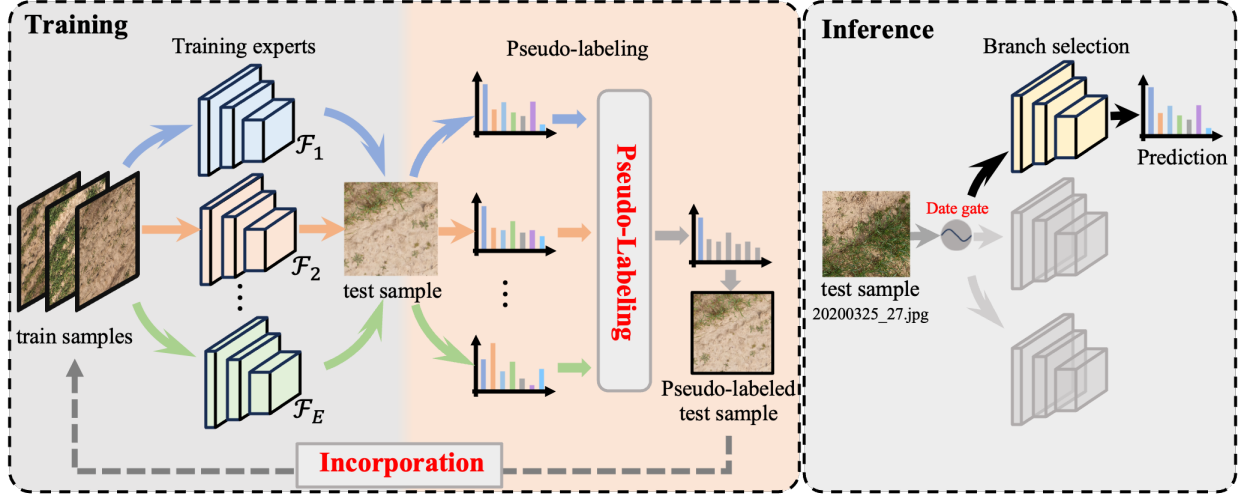 Training
Training experts
Pseudo-labeling
ℱ1
ℱ2
ℱE
train samples
test sample
Pseudo-Labeling
Pseudo-labeled
test sample
Incorporation
Inference
Branch selection
Prediction
Date gate
test sample
20200325_27.jpg